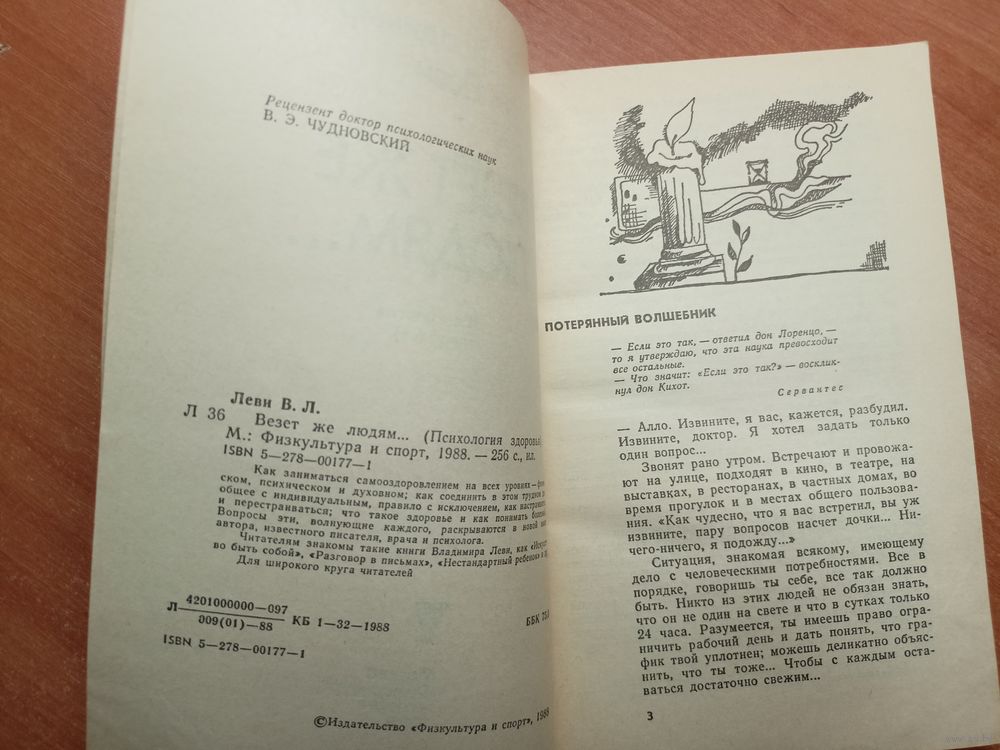 Рецензент доктор психологических наук
В. Э. ЧУДНОВСКИЙ
Леви В. Л.
Л 36 Везет же людям... (Психология здоровья
М.: Физкультура и спорт, 1988. — 256 с., ил.
ISBN 5—278—00177—1
Как заниматься самооздоровлением на всех уровнях —
ском, психическом и духовном; как соединить в этом трудном
общее с индивидуальным, правило с исключением, как
и перестраиваться; что такое здоровье и как понимать
Вопросы эти, волнующие каждого, раскрываются в новой
автора, известного писателя, врача и психолога.
Читателям знакомы такие книги Владимира Леви, как
во быть собой», «Разговор в письмах», «Нестандартный ребенок»
Для широкого круга читателей
Л 4201000000—097
009(01)—88 КБ 1—32—1988
ББК
ISBN 5—278—00177—1
©Издательство «Физкультура и спорт», 1988
ПОТЕРЯННЫЙ ВОЛШЕБНИК
— Если это так, — ответил дон Лоренцо, —
то я утверждаю, что эта наука превосходит
все остальные.
— Что значит: «Если это так?» — восклик-
нул дон Кихот.
Сервантес
— Алло. Извините, я вас, кажется, разбудил.
Извините, доктор. Я хотел задать только
один вопрос...
Звонят рано утром. Встречают и провожа-
ют на улице, подходят в кино, в театре, на
выставках, в ресторанах, в частных домах, во
время прогулок и в местах общего пользова-
ния. «Как чудесно, что я вас встретил, вы уж
извините, пару вопросов насчет дочки... Ни-
чего-ничего, я подожду...»
Ситуация, знакомая всякому, имеющему
дело с человеческими потребностями. Все в
порядке, говоришь ты себе, все так должно
быть. Никто из этих людей не обязан знать,
что он не один на свете и что в сутках только
24 часа. Разумеется, ты имеешь право огра-
ничить рабочий день и дать понять, что гра-
фик твой уплотнен; можешь деликатно объяс-
нить, что ты тоже... Чтобы с каждым оста-
ваться достаточно свежим...
3